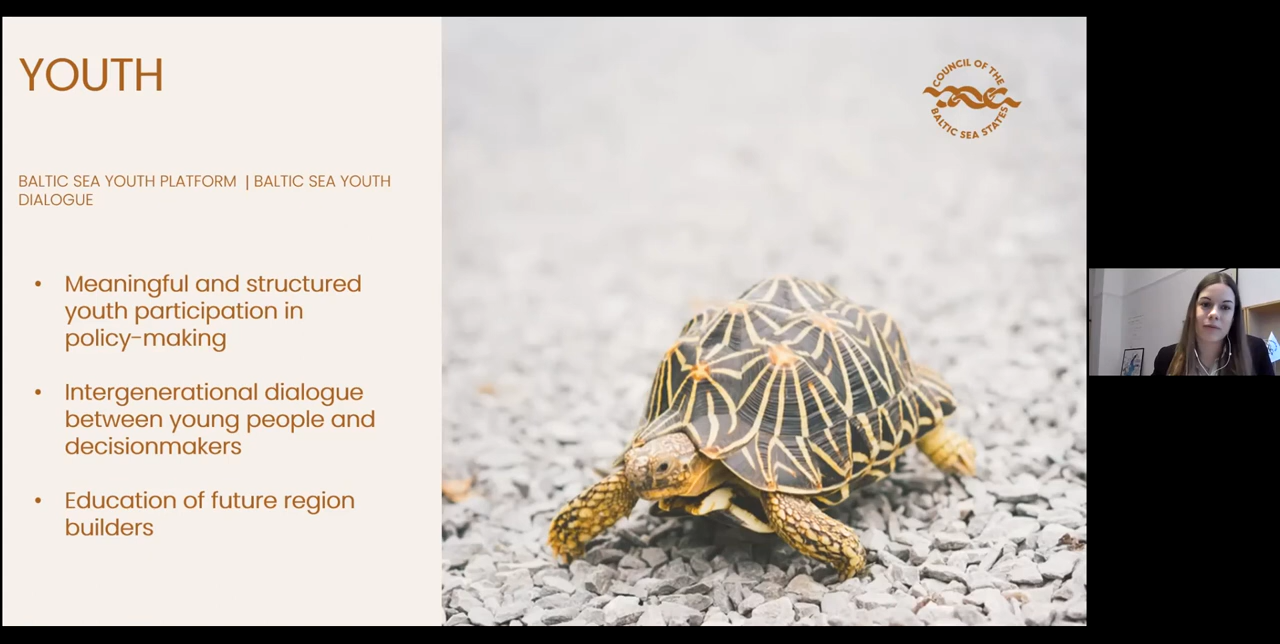 YOUTH
BALTIC SEA YOUTH PLATFORM | BALTIC SEA YOUTH
DIALOGUE
• Meaningful and structured
youth participation in
policy-making
• Intergenerational dialogue
between young people and
decisionmakers
• Education of future region
builders
COUNCIL OF THE
BALTIC SEA STATES